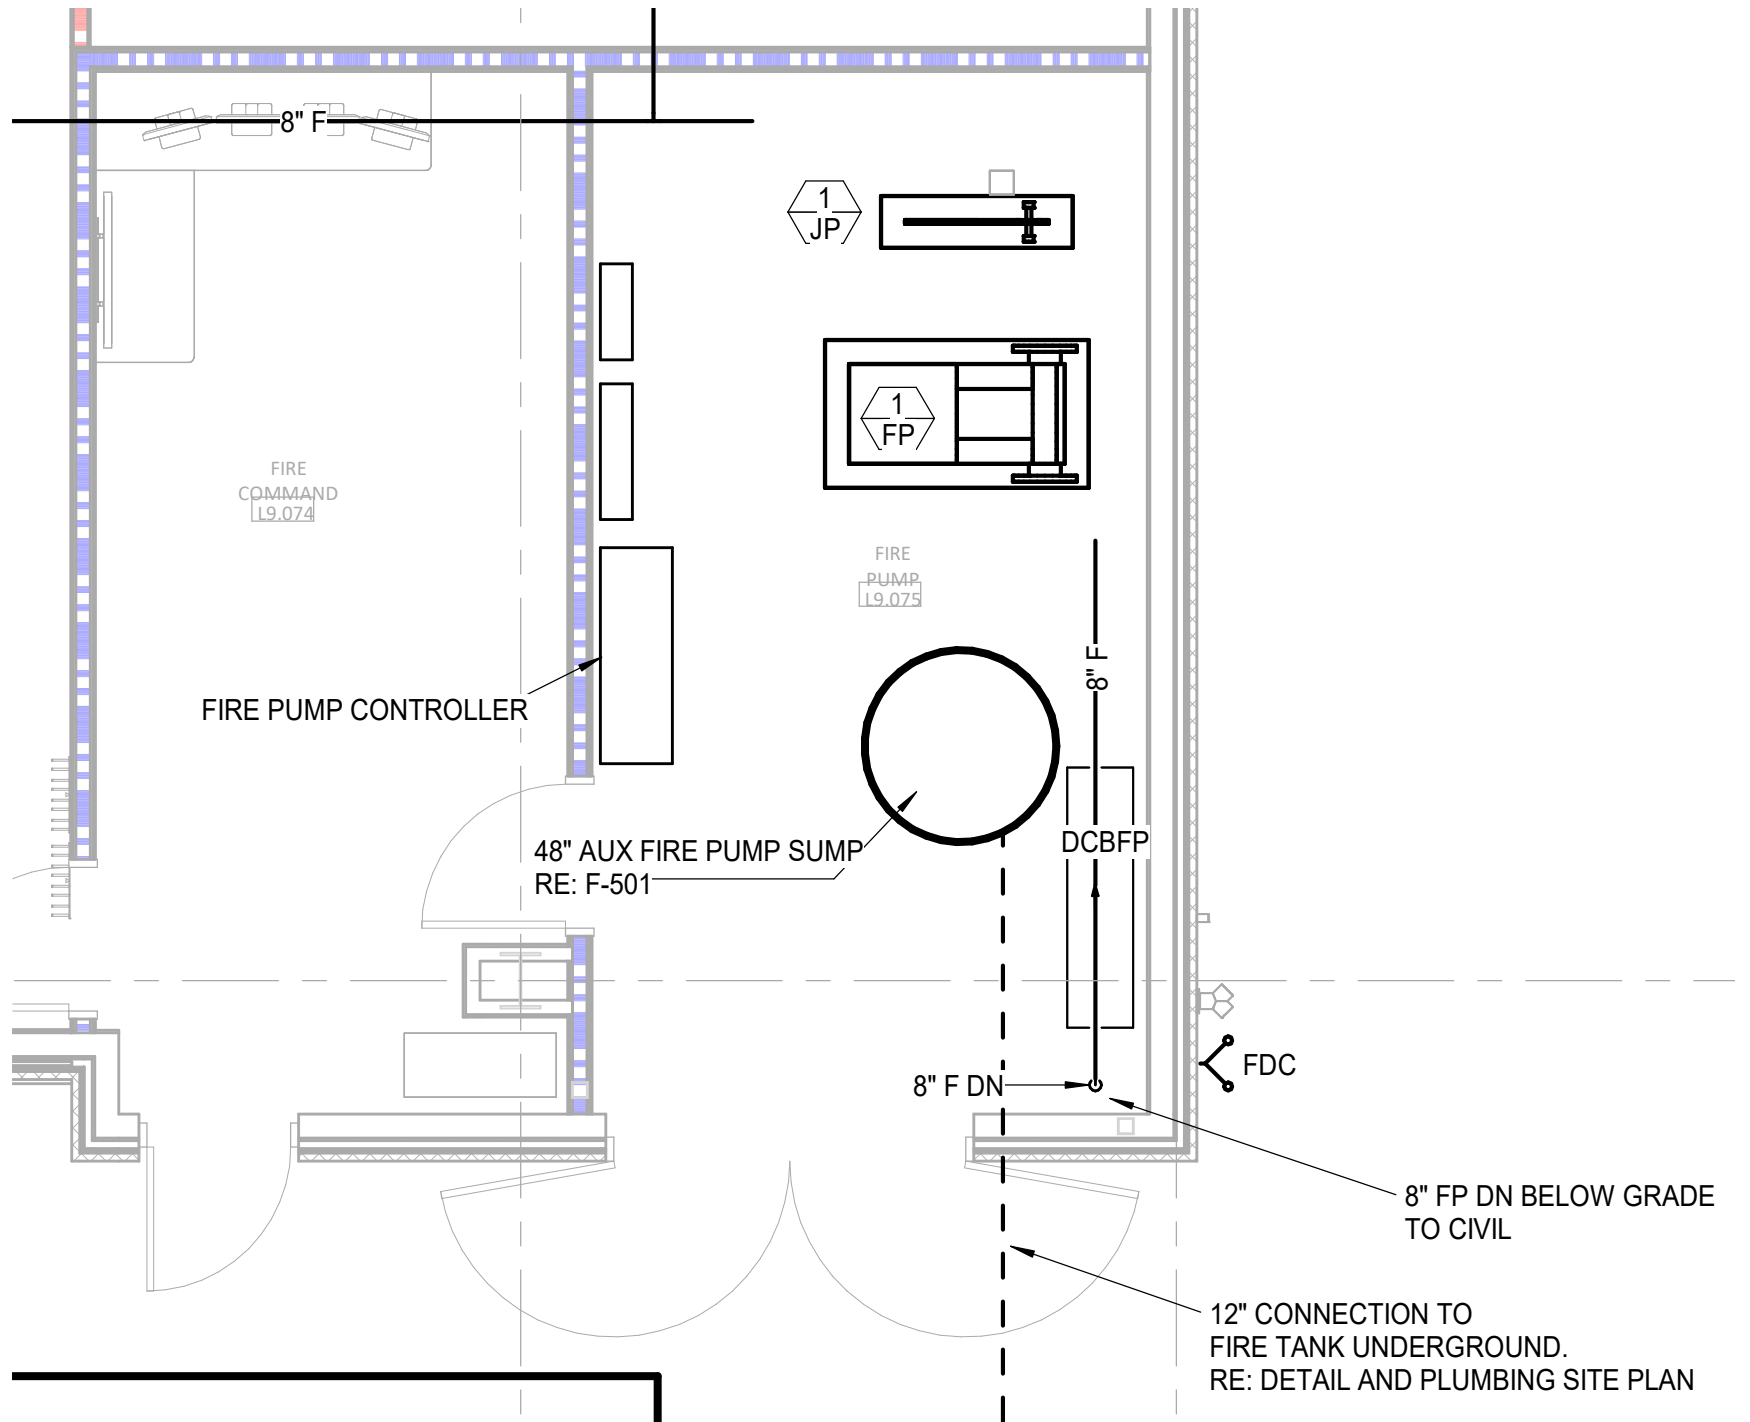 8" F
1
JP
1
FP
FIRE
COMMAND
L9.074
FIRE
PUMP
L9.075
8" F
FIRE PUMP CONTROLLER
48" AUX FIRE PUMP SUMP
RE: F-501
DCBFP
8" F DN
FDC
8" FP DN BELOW GRADE
TO CIVIL
12" CONNECTION TO
FIRE TANK UNDERGROUND.
RE: DETAIL AND PLUMBING SITE PLAN